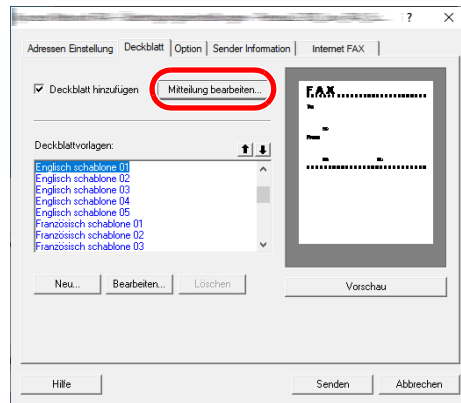 ? ×
Adressen Einstellung Deckblatt Option Sender Information Internet FAX
Deckblatt hinzufügen Mitteilung bearbeiten...
FAX
Deckblattvorlagen:
Englisch schablone 01
Englisch schablone 02
Englisch schablone 03
Englisch schablone 04
Englisch schablone 05
Französisch schablone 01
Französisch schablone 02
Französisch schablone 03
Neu... Bearbeiten... Löschen Vorschau
Hilfe Senden Abbrechen